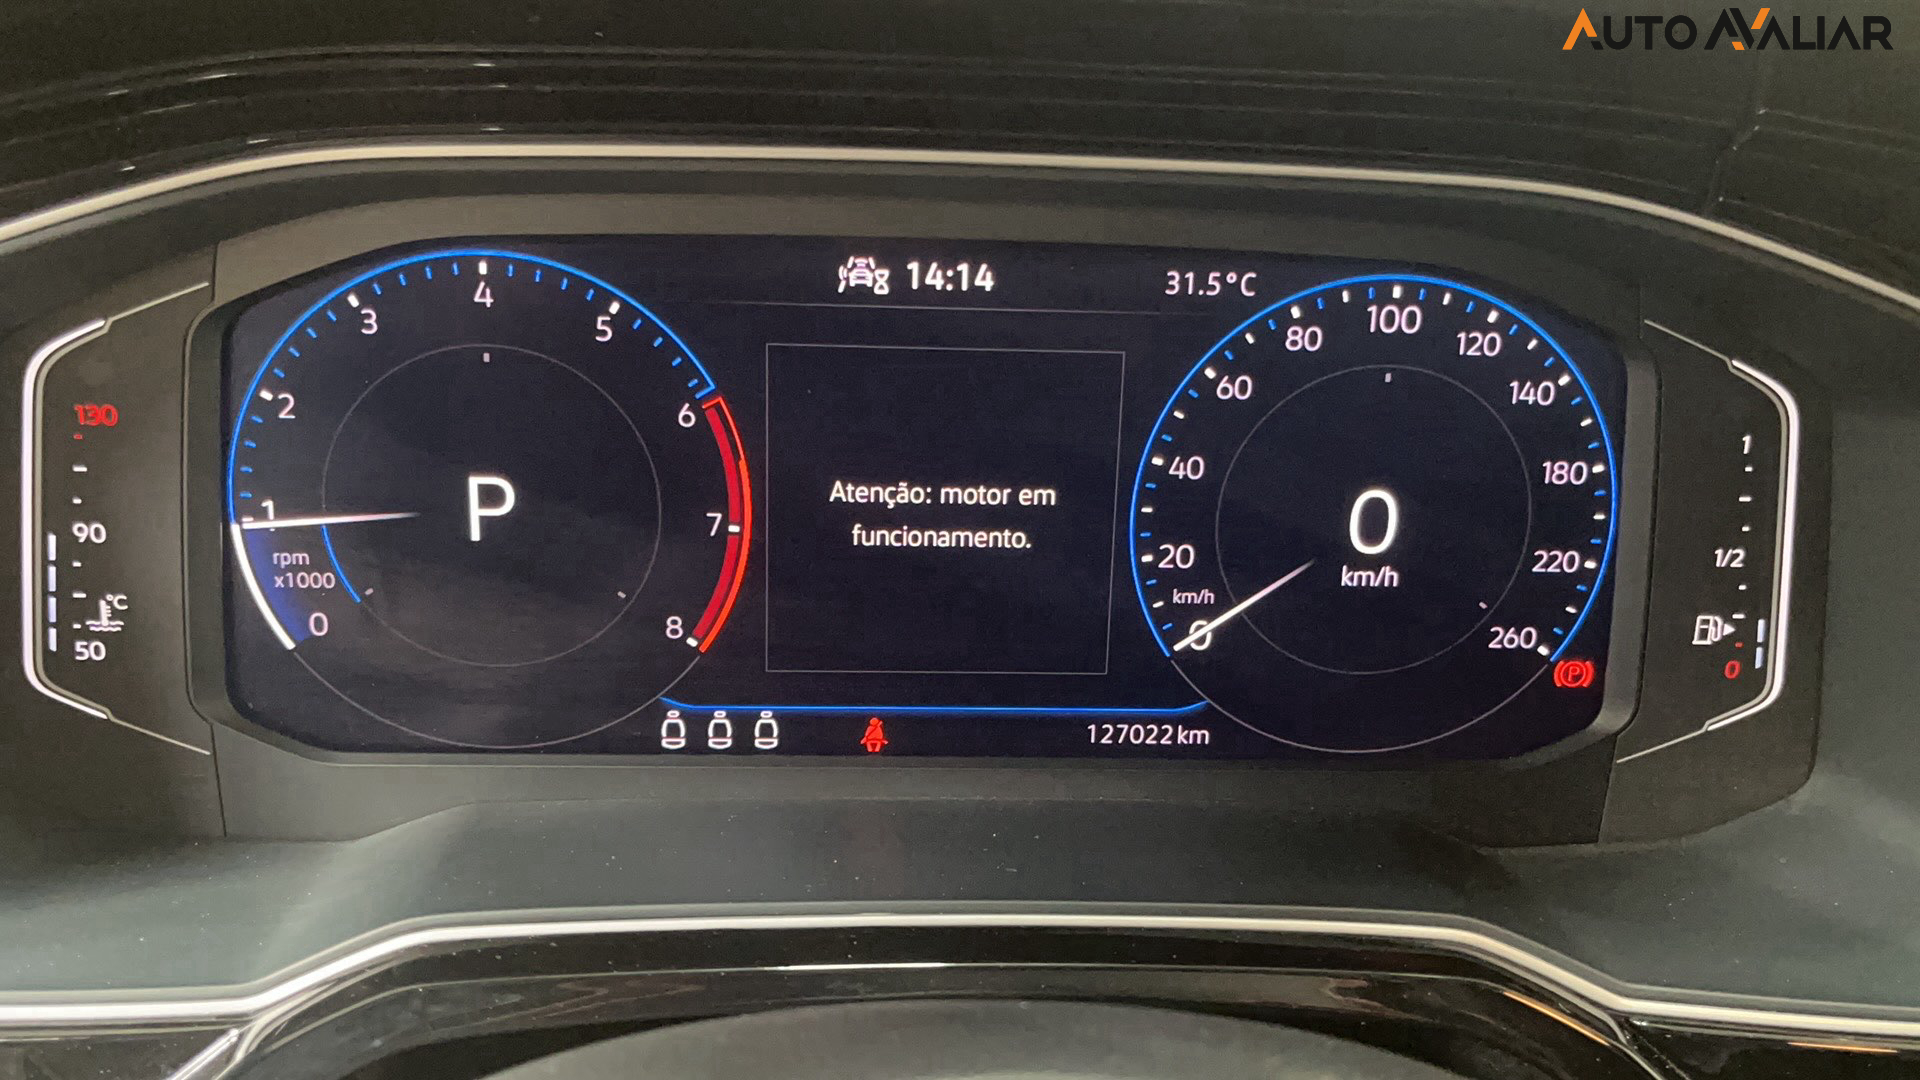 AUTO AVALIAR
14:14
31.5°C
0
1
2
3
4
5
6
7
8
rpm
x1000
P
Atenção: motor em
funcionamento.
0
20
40
60
80
100
120
140
180
220
260
km/h
0
km/h
130
90
50
°C
1
1/2
0
P
127022 km